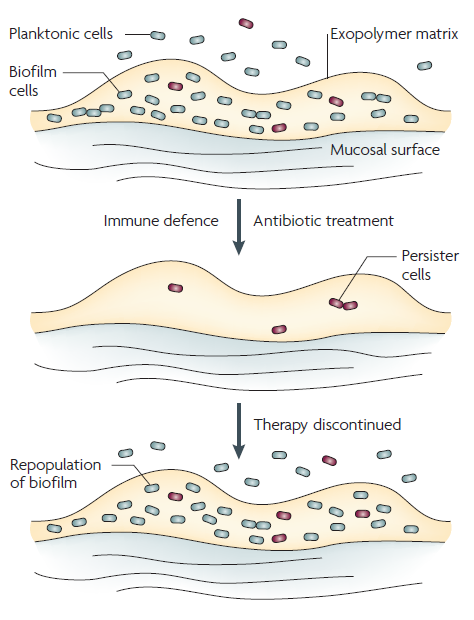 Planktonic cells
Exopolymer matrix
Biofilm
cells
Mucosal surface
Immune defence
Antibiotic treatment
Persister
cells
Therapy discontinued
Repopulation
of biofilm